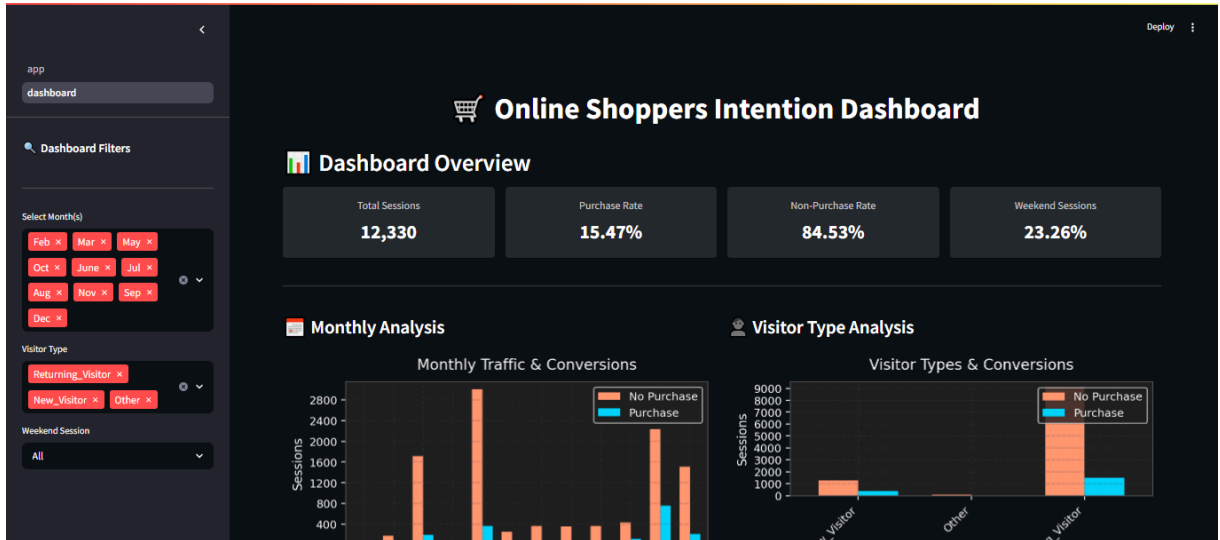 Deploy
app
dashboard
Dashboard Filters
Select Month(s)
Feb × Mar × May ×
Oct × June × Jul ×
Aug × Nov × Sep ×
Dec ×
Visitor Type
Returning_Visitor ×
New_Visitor × Other ×
Weekend Session
All
Online Shoppers Intention Dashboard
Dashboard Overview
Total Sessions
12,330
Purchase Rate
15.47%
Non-Purchase Rate
84.53%
Weekend Sessions
23.26%
Monthly Analysis
Monthly Traffic & Conversions
No Purchase
Purchase
Sessions
2800
2400
2000
1600
1200
800
400
Visitor Type Analysis
Visitor Types & Conversions
No Purchase
Purchase
Sessions
9000
8000
7000
6000
5000
4000
3000
2000
1000
0
Other